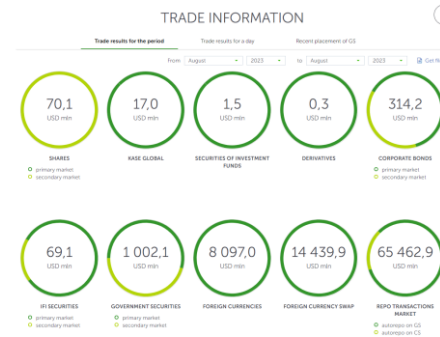 TRADE INFORMATION
Trade results for the period Trade results for a day Recent placement of GS
From August 2023 to August 2023 Get
70,1 17,0 1,5 0,3 314,2
USD mln USD mln USD mln USD mln USD mln
SHARES KASE GLOBAL SECURITIES OF INVESTMENT FUNDS DERIVATIVES CORPORATE BONDS
primary market primary market
secondary market secondary market
69,1 1 002,1 8 097,0 14 439,9 65 462,9
USD mln USD mln USD mln USD mln USD mln
IFI SECURITIES GOVERNMENT SECURITIES FOREIGN CURRENCIES FOREIGN CURRENCY SWAP REPO TRANSACTIONS MARKET
primary market primary market autorepo on GS
secondary market secondary market autorepo on CS